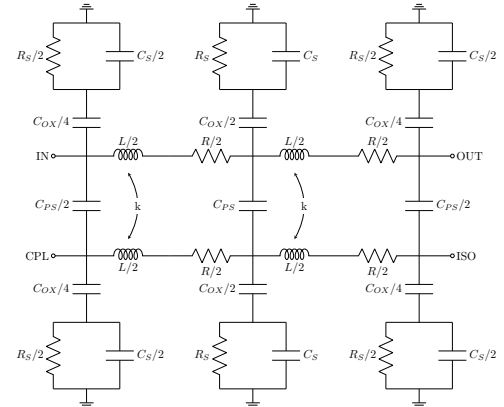 R_S/2 C_S/2 R_S C_S R_S/2 C_S/2
C_OX/4 C_OX/2 C_OX/4
L/2 R/2 L/2 R/2
IN OUT
k k
C_PS/2 C_PS C_PS/2
CPL ISO
L/2 R/2 L/2 R/2
C_OX/4 C_OX/2 C_OX/4
R_S/2 C_S/2 R_S C_S R_S/2 C_S/2